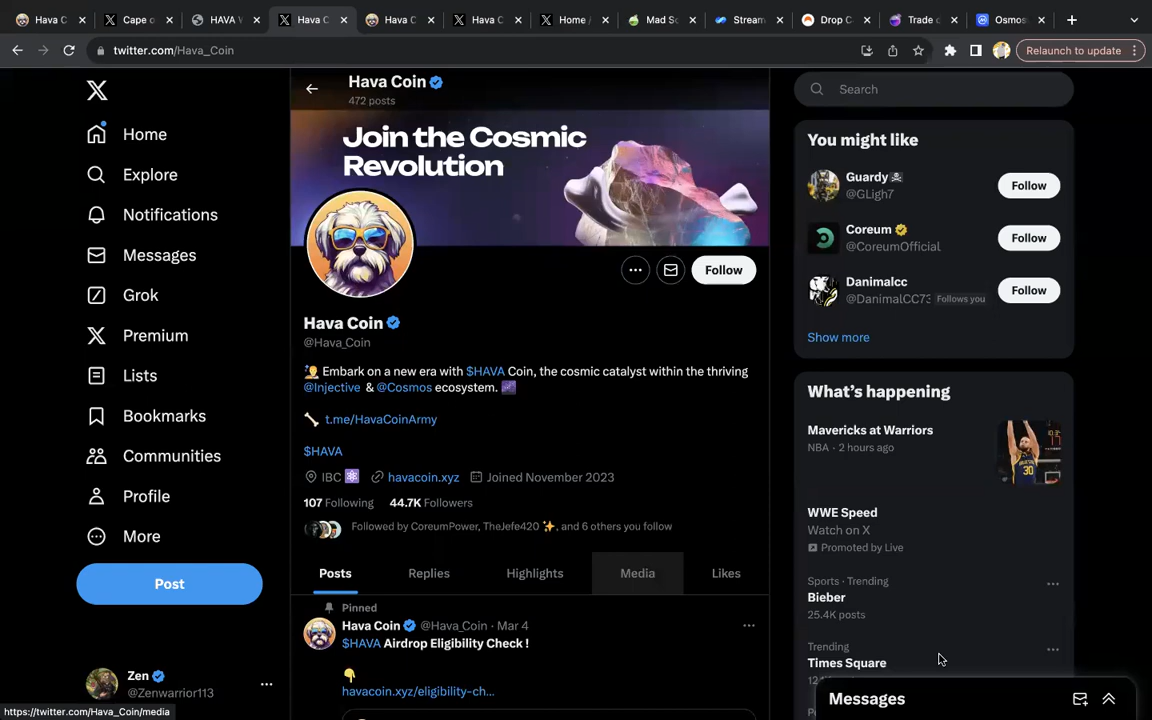 Hava C
Cape o
HAVA V
Hava C
Hava C
Hava C
Home /
Mad Sc
Stream
Drop C
Trade c
Osmos
twitter.com/Hava_Coin
Relaunch to update
Hava Coin
472 posts
Search
Join the Cosmic
Revolution
Home
Explore
Notifications
Messages
Grok
Premium
Lists
Bookmarks
Communities
Profile
More
Post
Zen
@Zenwarrior113
https://twitter.com/Hava_Coin/media
Follow
Hava Coin
@Hava_Coin
Embark on a new era with $HAVA Coin, the cosmic catalyst within the thriving
@Injective & @Cosmos ecosystem.
t.me/HavaCoinArmy
$HAVA
IBC havacoin.xyz Joined November 2023
107 Following 44.7K Followers
Followed by CoreumPower, TheJefe420, and 6 others you follow
Posts Replies Highlights Media Likes
Pinned
Hava Coin @Hava_Coin · Mar 4
$HAVA Airdrop Eligibility Check !
havacoin.xyz/eligibility-ch...
You might like
Guardy
@GLigh7
Follow
Coreum
@CoreumOfficial
Follow
Danimalcc
@DanimalCC73 Follows you
Follow
Show more
What's happening
Mavericks at Warriors
NBA · 2 hours ago
WWE Speed
Watch on X
Promoted by Live
Sports · Trending
Bieber
25.4K posts
Trending
Times Square
Messages